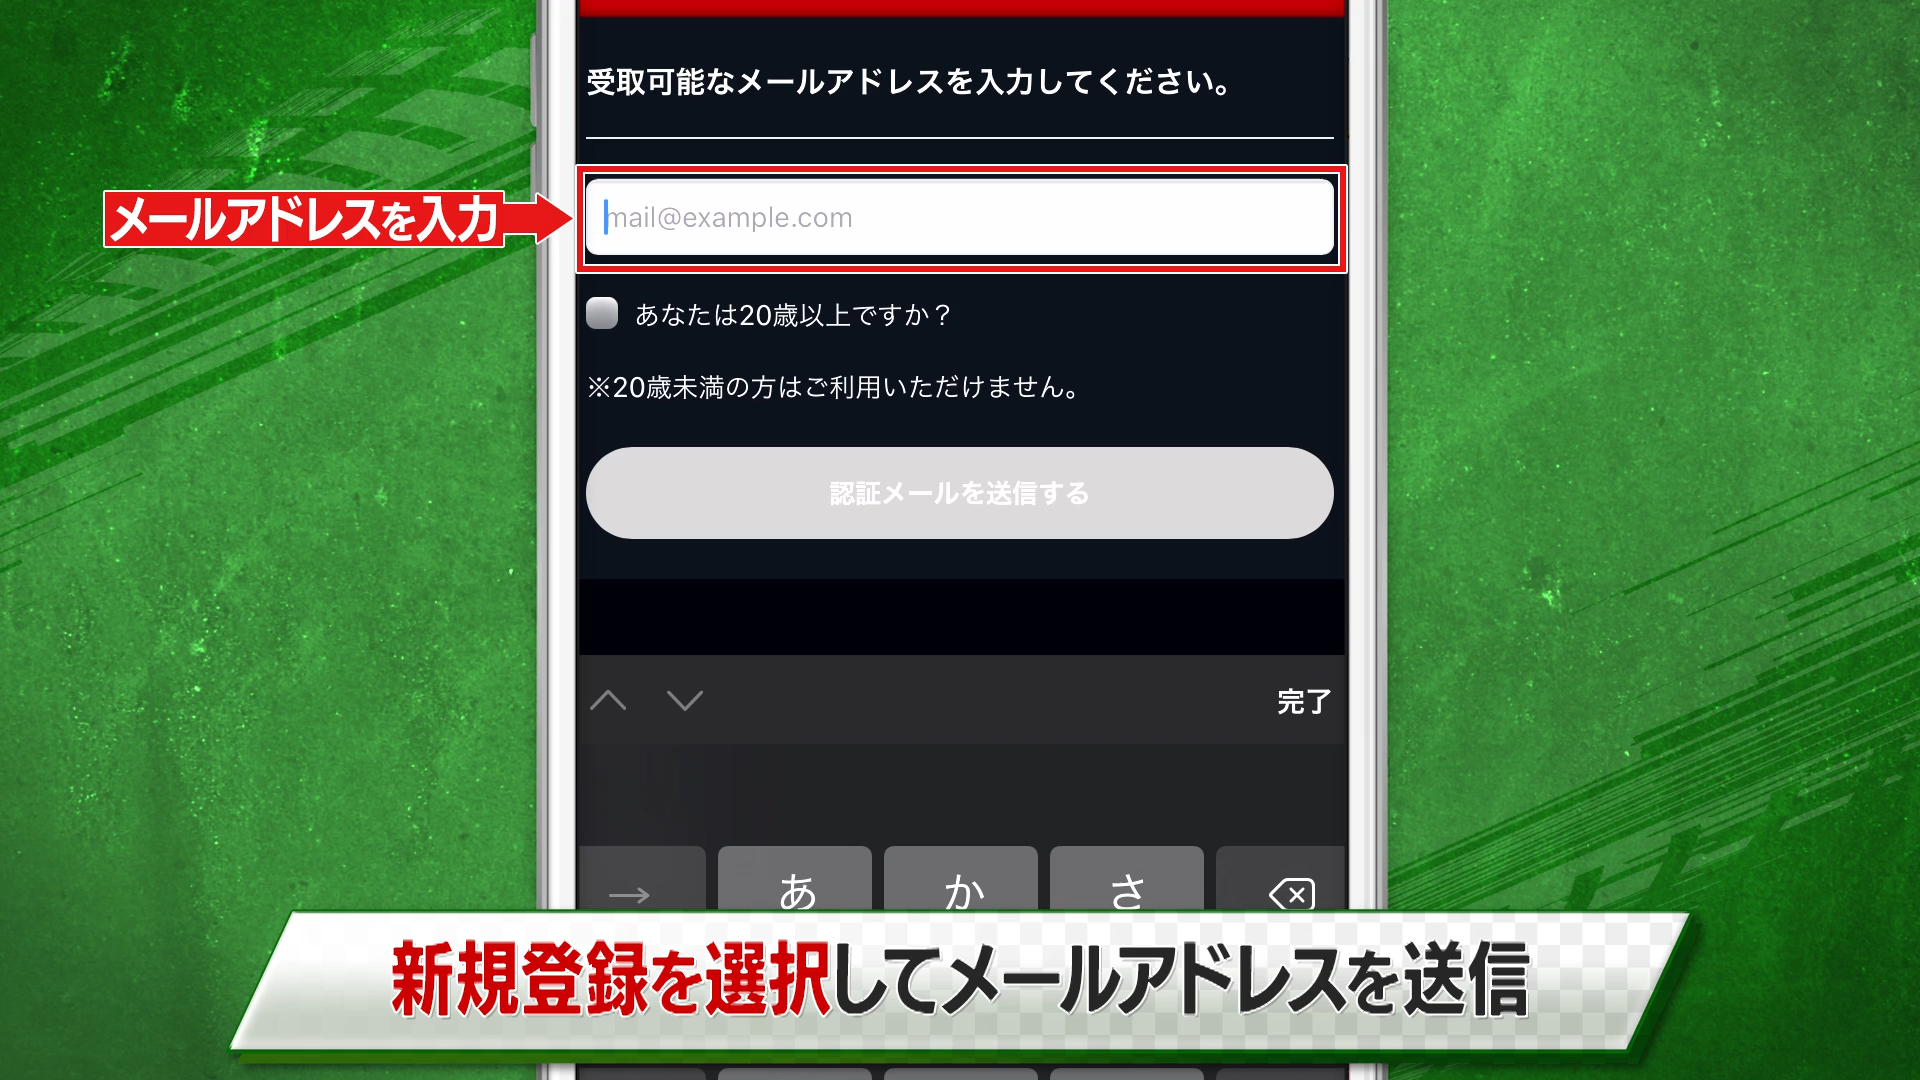 受取可能なメールアドレスを入力してください。
メールアドレスを入力
mail@example.com
あなたは20歳以上ですか？
※20歳未満の方はご利用いただけません。
認証メールを送信する
完了
→ あ か さ
新規登録を選択してメールアドレスを送信